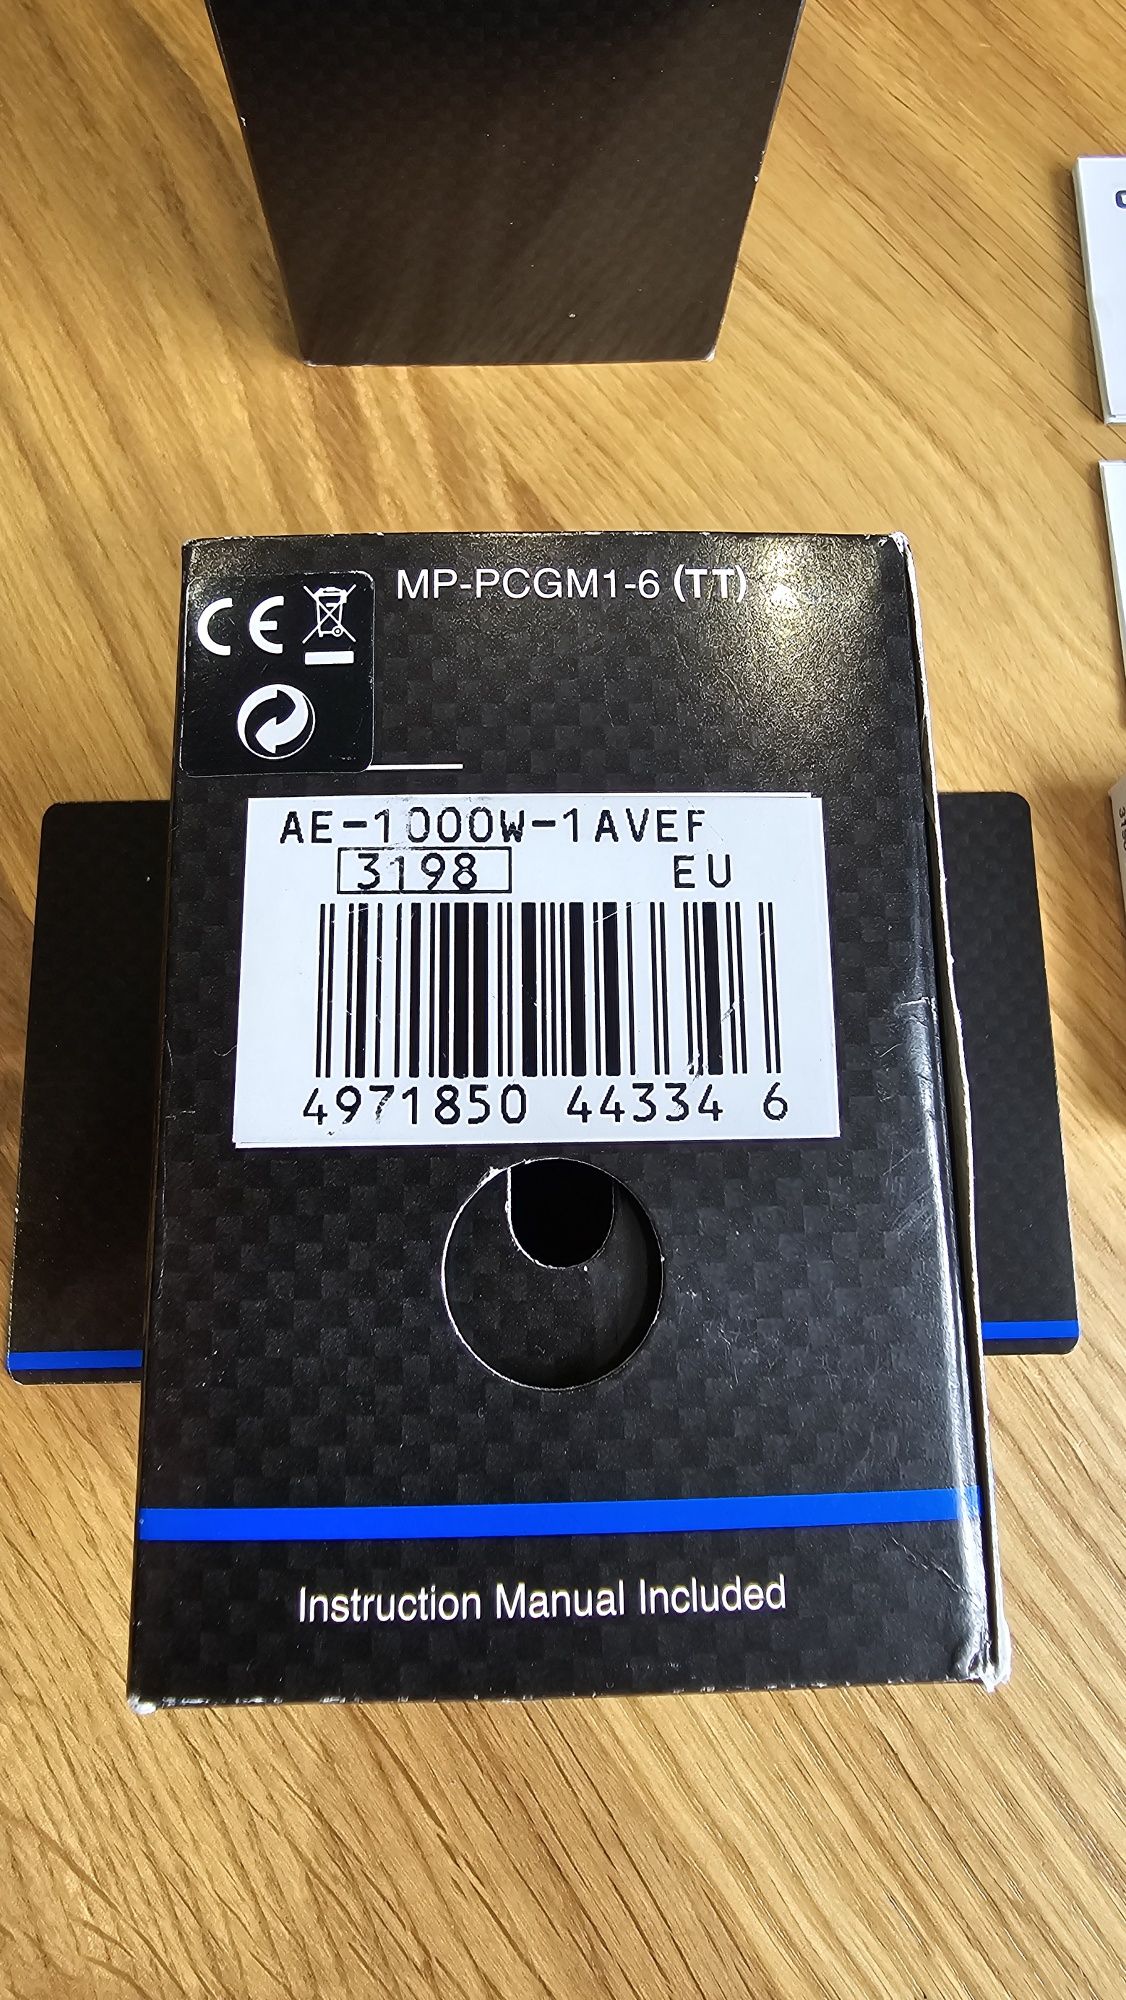 MP-PCGM1-6 (TT)
CE
AE-1000W-1AVEF
3198 EU
4971850 44334 6
Instruction Manual Included